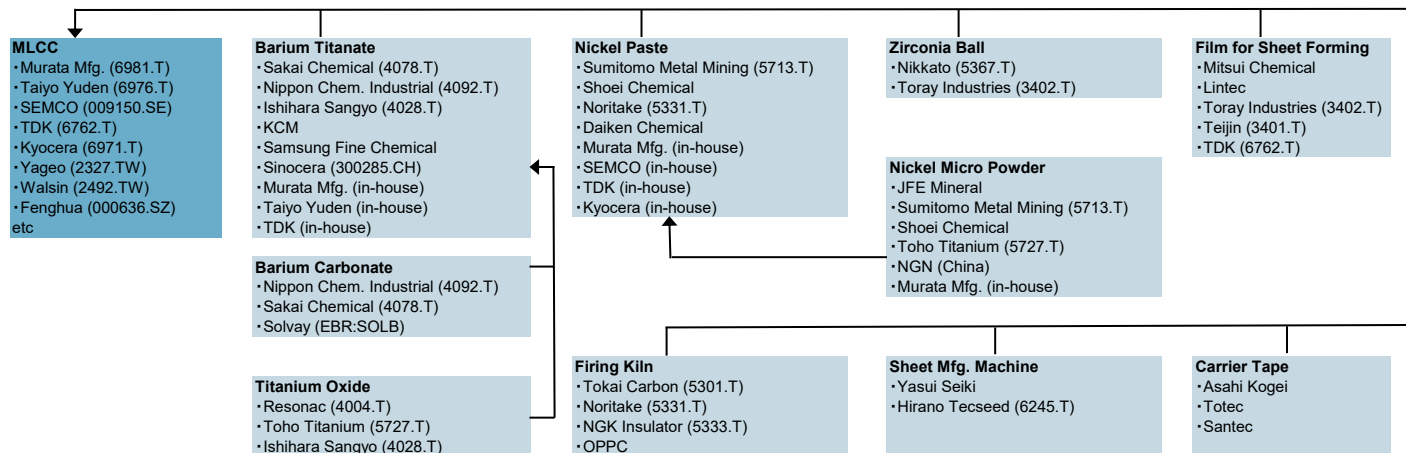 MLCC
・Murata Mfg. (6981.T)
・Taiyo Yuden (6976.T)
・SEMCO (009150.SE)
・TDK (6762.T)
・Kyocera (6971.T)
・Yageo (2327.TW)
・Walsin (2492.TW)
・Fenghua (000636.SZ)
etc
Barium Titanate
・Sakai Chemical (4078.T)
・Nippon Chem. Industrial (4092.T)
・Ishihara Sangyo (4028.T)
・KCM
・Samsung Fine Chemical
・Sinocera (300285.CH)
・Murata Mfg. (in-house)
・Taiyo Yuden (in-house)
・TDK (in-house)
Nickel Paste
・Sumitomo Metal Mining (5713.T)
・Shoei Chemical
・Noritake (5331.T)
・Daiken Chemical
・Murata Mfg. (in-house)
・SEMCO (in-house)
・TDK (in-house)
・Kyocera (in-house)
Zirconia Ball
・Nikkato (5367.T)
・Toray Industries (3402.T)
Film for Sheet Forming
・Mitsui Chemical
・Lintec
・Toray Industries (3402.T)
・Teijin (3401.T)
・TDK (6762.T)
Nickel Micro Powder
・JFE Mineral
・Sumitomo Metal Mining (5713.T)
・Shoei Chemical
・Toho Titanium (5727.T)
・NGN (China)
・Murata Mfg. (in-house)
Barium Carbonate
・Nippon Chem. Industrial (4092.T)
・Sakai Chemical (4078.T)
・Solvay (EBR:SOLB)
Titanium Oxide
・Resonac (4004.T)
・Toho Titanium (5727.T)
・Ishihara Sangyo (4028.T)
Firing Kiln
・Tokai Carbon (5301.T)
・Noritake (5331.T)
・NGK Insulator (5333.T)
・OPPC
Sheet Mfg. Machine
・Yasui Seiki
・Hirano Tecseed (6245.T)
Carrier Tape
・Asahi Kogei
・Totec
・Santec